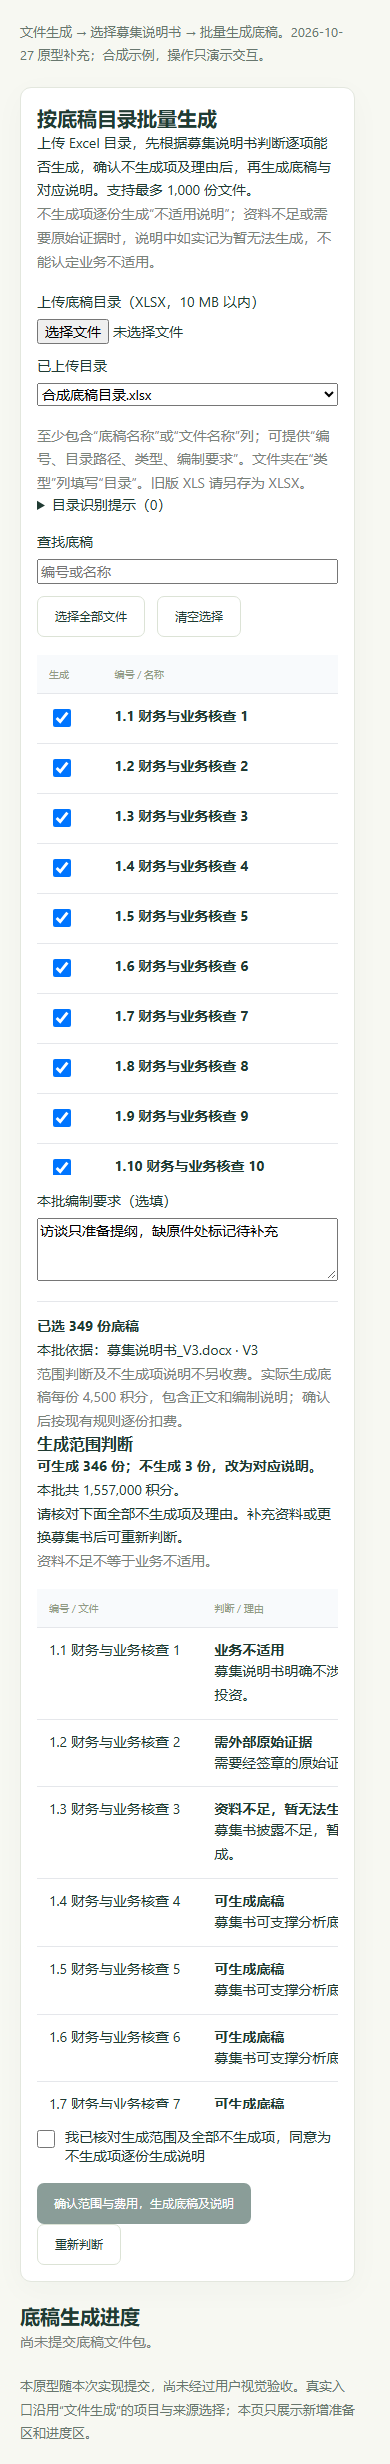 文件生成 → 选择募集说明书 → 批量生成底稿。2026-10-
27 原型补充；合成示例，操作只演示交互。
按底稿目录批量生成
上传 Excel 目录，先根据募集说明书判断逐项能
否生成，确认不生成项及理由后，再生成底稿与
对应说明。支持最多 1,000 份文件。
不生成项逐份生成“不适用说明”；资料不足或需
要原始证据时，说明中如实记为暂无法生成，不
能认定业务不适用。
上传底稿目录（XLSX，10 MB 以内）
选择文件 未选择文件
已上传目录
合成底稿目录.xlsx
至少包含“底稿名称”或“文件名称”列；可提供“编
号、目录路径、类型、编制要求”。文件夹在“类
型”列填写“目录”。旧版 XLS 请另存为 XLSX。
目录识别提示（0）
查找底稿
编号或名称
选择全部文件 清空选择
生成 编号 / 名称
1.1 财务与业务核查 1
1.2 财务与业务核查 2
1.3 财务与业务核查 3
1.4 财务与业务核查 4
1.5 财务与业务核查 5
1.6 财务与业务核查 6
1.7 财务与业务核查 7
1.8 财务与业务核查 8
1.9 财务与业务核查 9
1.10 财务与业务核查 10
本批编制要求（选填）
访谈只准备提纲，缺原件处标记待补充
已选 349 份底稿
本批依据：募集说明书_V3.docx · V3
范围判断及不生成项说明不另收费。实际生成底
稿每份 4,500 积分，包含正文和编制说明；确认
后按现有规则逐份扣费。
生成范围判断
可生成 346 份；不生成 3 份，改为对应说明。
本批共 1,557,000 积分。
请核对下面全部不生成项及理由。补充资料或更
换募集书后可重新判断。
资料不足不等于业务不适用。
编号 / 文件 判断 / 理由
1.1 财务与业务核查 1 业务不适用
募集说明书明确不涉
投资。
1.2 财务与业务核查 2 需外部原始证据
需要经签章的原始证
1.3 财务与业务核查 3 资料不足，暂无法生
募集书披露不足，暂
成。
1.4 财务与业务核查 4 可生成底稿
募集书可支撑分析底
1.5 财务与业务核查 5 可生成底稿
募集书可支撑分析底
1.6 财务与业务核查 6 可生成底稿
募集书可支撑分析底
1.7 财务与业务核查 7 可生成底稿
我已核对生成范围及全部不生成项，同意为
不生成项逐份生成说明
确认范围与费用，生成底稿及说明
重新判断
底稿生成进度
尚未提交底稿文件包。
本原型随本次实现提交，尚未经过用户视觉验收。真实入
口沿用“文件生成”的项目与来源选择；本页只展示新增准备
区和进度区。